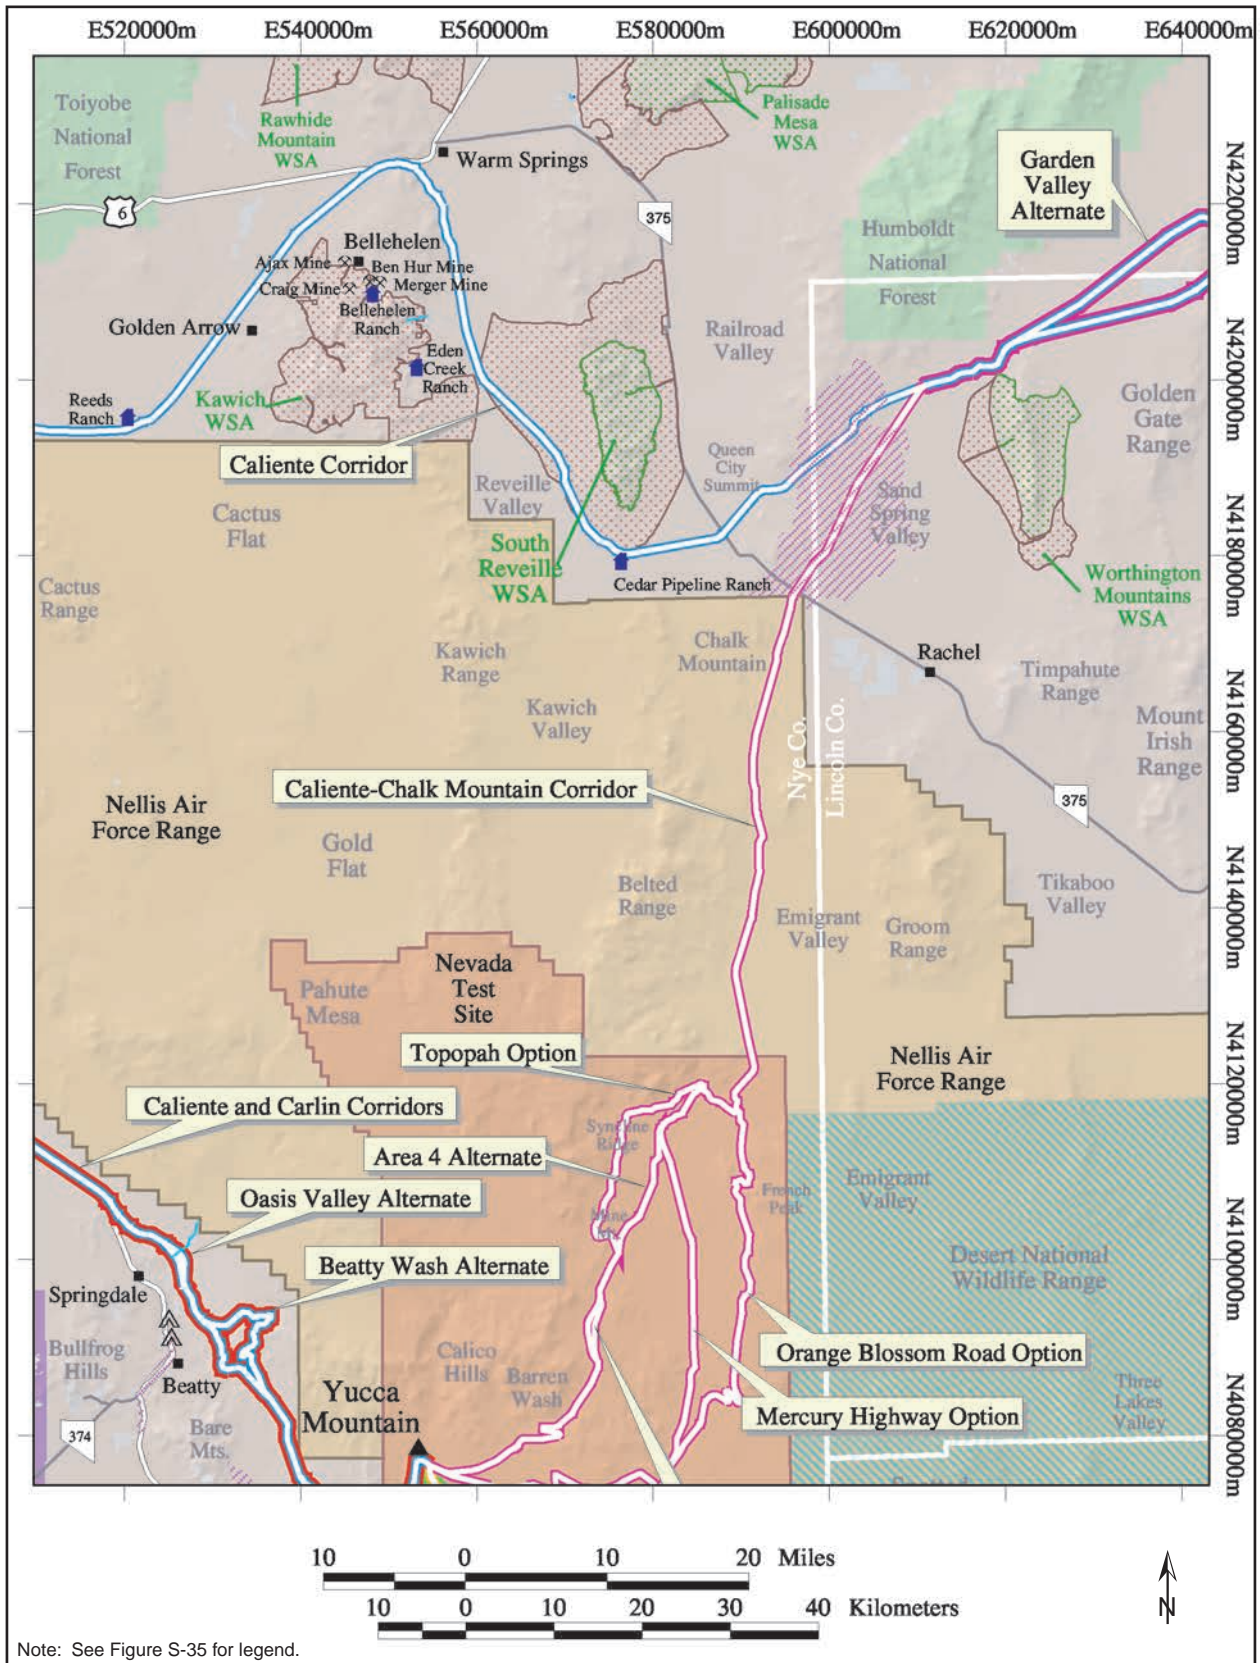 E520000m
E540000m
E560000m
E580000m
E600000m
E620000m
E640000m
Toiyobe
National
Forest
Rawhide
Mountain
WSA
Palisade
Mesa
WSA
Warm Springs
Garden
Valley
Alternate
N4220000m
6
375
Humboldt
National
Forest
Bellehelen
Ajax Mine
Ben Hur Mine
Craig Mine
Merger Mine
Bellehelen
Ranch
Golden Arrow
Eden
Creek
Ranch
Railroad
Valley
N4200000m
Reeds
Ranch
Kawich
WSA
Golden
Gate
Range
Caliente Corridor
Queen
City
Summit
Reveille
Valley
Sand
Spring
Valley
Cactus
Flat
South
Reveille
WSA
N4180000m
Cedar Pipeline Ranch
Worthington
Mountains
WSA
Cactus
Range
Kawich
Range
Chalk
Mountain
Rachel
Timpahute
Range
Kawich
Valley
Mount
Irish
Range
N4160000m
Nye Co.
Lincoln Co.
Caliente-Chalk Mountain Corridor
375
Nellis Air
Force Range
Gold
Flat
Belted
Range
Tikaboo
Valley
N4140000m
Emigrant
Valley
Groom
Range
Nevada
Test
Site
Pahute
Mesa
Topopah Option
Nellis Air
Force Range
N4120000m
Caliente and Carlin Corridors
Syncline
Ridge
Area 4 Alternate
Oasis Valley Alternate
French
Peak
Emigrant
Valley
Mine
Mt.
Beatty Wash Alternate
Desert National
Wildlife Range
N4100000m
Springdale
Bullfrog
Hills
Beatty
Calico
Hills
Barren
Wash
Orange Blossom Road Option
Yucca
Mountain
Mercury Highway Option
Three
Lakes
Valley
374
Bare
Mts.
N4080000m
10 0 10 20 Miles
10 0 10 20 30 40 Kilometers
N
Note: See Figure S-35 for legend.